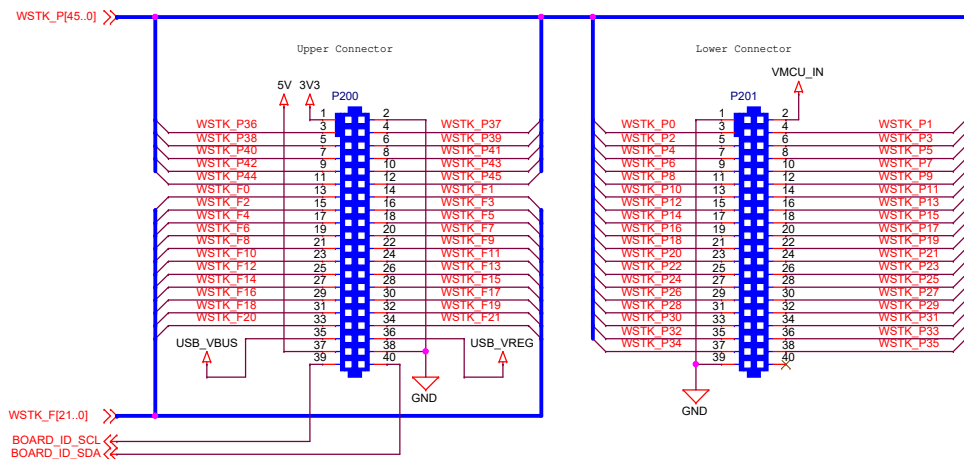 WSTK_P[45..0]
Upper Connector
Lower Connector
5V 3V3
VMCU_IN
P200
P201
1 2
1 2
WSTK_P36 3 4 WSTK_P37
WSTK_P0 3 4 WSTK_P1
WSTK_P38 5 6 WSTK_P39
WSTK_P2 5 6 WSTK_P3
WSTK_P40 7 8 WSTK_P41
WSTK_P4 7 8 WSTK_P5
WSTK_P42 9 10 WSTK_P43
WSTK_P6 9 10 WSTK_P7
WSTK_P44 11 12 WSTK_P45
WSTK_P8 11 12 WSTK_P9
WSTK_F0 13 14 WSTK_F1
WSTK_P10 13 14 WSTK_P11
WSTK_F2 15 16 WSTK_F3
WSTK_P12 15 16 WSTK_P13
WSTK_F4 17 18 WSTK_F5
WSTK_P14 17 18 WSTK_P15
WSTK_F6 19 20 WSTK_F7
WSTK_P16 19 20 WSTK_P17
WSTK_F8 21 22 WSTK_F9
WSTK_P18 21 22 WSTK_P19
WSTK_F10 23 24 WSTK_F11
WSTK_P20 23 24 WSTK_P21
WSTK_F12 25 26 WSTK_F13
WSTK_P22 25 26 WSTK_P23
WSTK_F14 27 28 WSTK_F15
WSTK_P24 27 28 WSTK_P25
WSTK_F16 29 30 WSTK_F17
WSTK_P26 29 30 WSTK_P27
WSTK_F18 31 32 WSTK_F19
WSTK_P28 31 32 WSTK_P29
WSTK_F20 33 34 WSTK_F21
WSTK_P30 33 34 WSTK_P31
USB_VBUS 35 36 USB_VREG
WSTK_P32 35 36 WSTK_P33
37 38
WSTK_P34 37 38 WSTK_P35
39 40
39 40
GND
GND
WSTK_F[21..0]
BOARD_ID_SCL
BOARD_ID_SDA